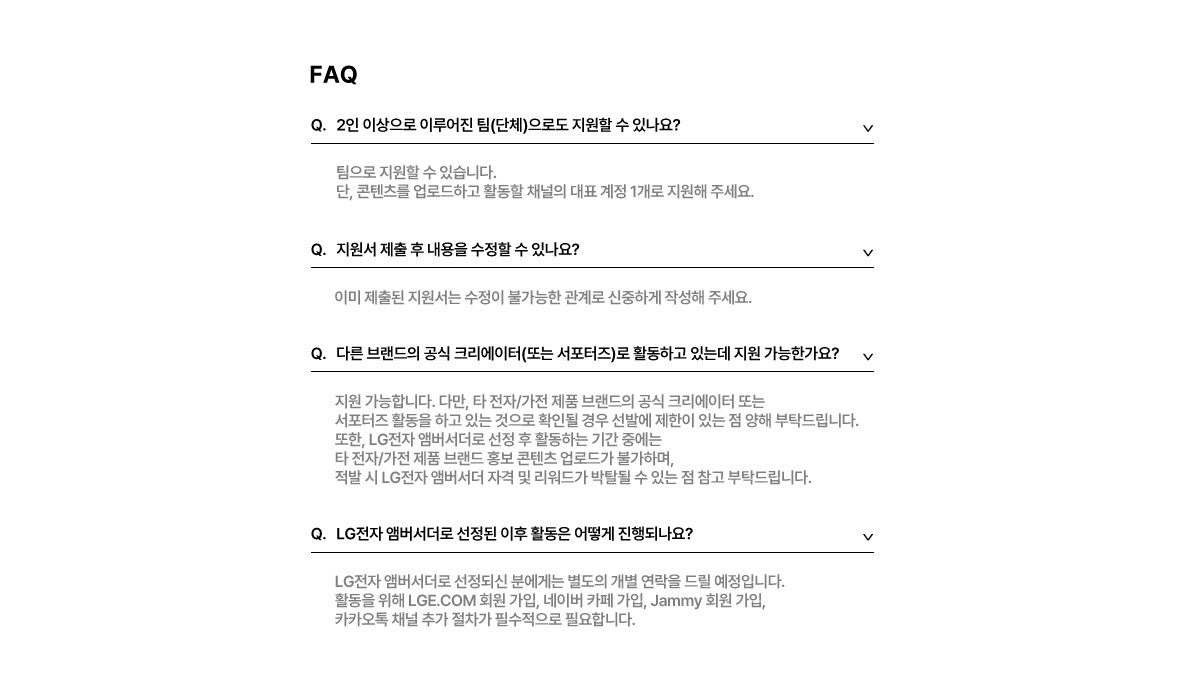 FAQ
Q. 2인 이상으로 이루어진 팀(단체)으로도 지원할 수 있나요?
팀으로 지원할 수 있습니다.
단, 콘텐츠를 업로드하고 활동할 채널의 대표 계정 1개로 지원해 주세요.
Q. 지원서 제출 후 내용을 수정할 수 있나요?
이미 제출된 지원서는 수정이 불가능한 관계로 신중하게 작성해 주세요.
Q. 다른 브랜드의 공식 크리에이터(또는 서포터즈)로 활동하고 있는데 지원 가능한가요?
지원 가능합니다. 다만, 타 전자/가전 제품 브랜드의 공식 크리에이터 또는
서포터즈 활동을 하고 있는 것으로 확인될 경우 선발에 제한이 있는 점 양해 부탁드립니다.
또한, LG전자 앰버서더로 선정 후 활동하는 기간 중에는
타 전자/가전 제품 브랜드 홍보 콘텐츠 업로드가 불가하며,
적발 시 LG전자 앰버서더 자격 및 리워드가 박탈될 수 있는 점 참고 부탁드립니다.
Q. LG전자 앰버서더로 선정된 이후 활동은 어떻게 진행되나요?
LG전자 앰버서더로 선정되신 분에게는 별도의 개별 연락을 드릴 예정입니다.
활동을 위해 LGE.COM 회원 가입, 네이버 카페 가입, Jammy 회원 가입,
카카오톡 채널 추가 절차가 필수적으로 필요합니다.